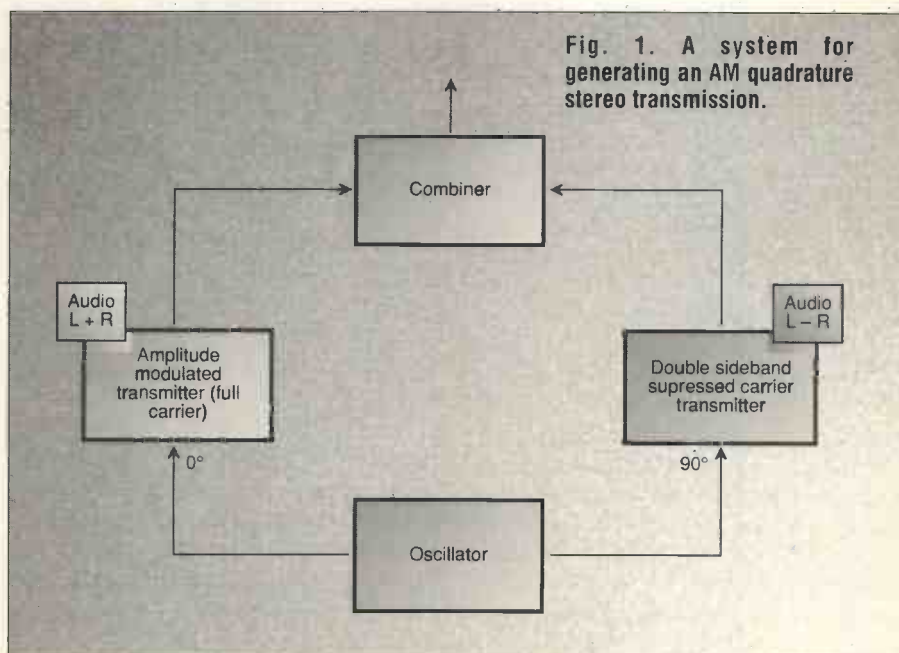 Fig. 1. A system for
generating an AM quadrature
stereo transmission.
Combiner
Audio
L + R
Amplitude
modulated
transmitter (full
carrier)
Audio
L – R
Double sideband
supressed carrier
transmitter
0°
90°
Oscillator